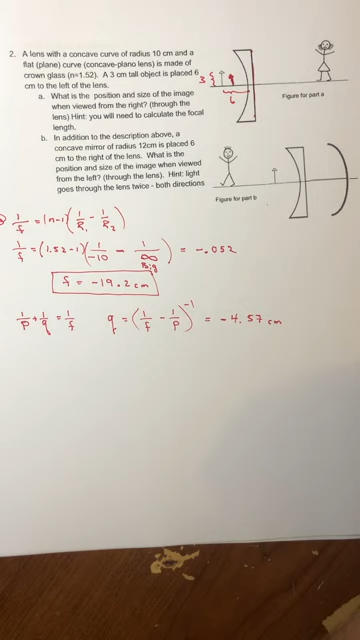 2. A lens with a concave curve of radius 10 cm and a
flat (plane) curve (concave-plano lens) is made of
crown glass (n=1.52). A 3 cm tall object is placed 6
cm to the left of the lens.
3
6
a. What is the position and size of the image
when viewed from the right? (through the
lens) Hint: you will need to calculate the focal
length.
Figure for part a
b. In addition to the description above, a
concave mirror of radius 12cm is placed 6
cm to the right of the lens. What is the
position and size of the image when viewed
from the left? (through the lens). Hint: light
goes through the lens twice - both directions
Figure for part b
1/f = (n-1)(1/R₁ - 1/R₂)
1/f = (1.52-1)(1/-10 - 1/∞) = -.052
Big
f = -19.2 cm
1/p + 1/q = 1/f q = (1/f - 1/p)⁻¹ = -4.57 cm